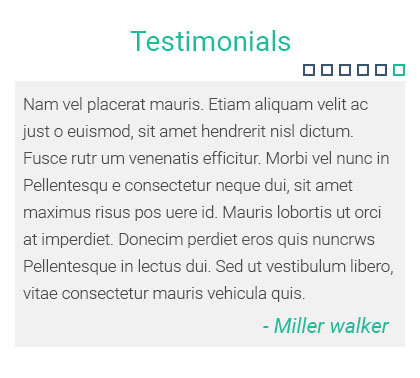 Testimonials
Nam vel placerat mauris. Etiam aliquam velit ac
just o euismod, sit amet hendrerit nisl dictum.
Fusce rutr um venenatis efficitur. Morbi vel nunc in
Pellentesqu e consectetur neque dui, sit amet
maximus risus pos uere id. Mauris lobortis ut orci
at imperdiet. Donecim perdiet eros quis nuncrws
Pellentesque in lectus dui. Sed ut vestibulum libero,
vitae consectetur mauris vehicula quis.
- Miller walker